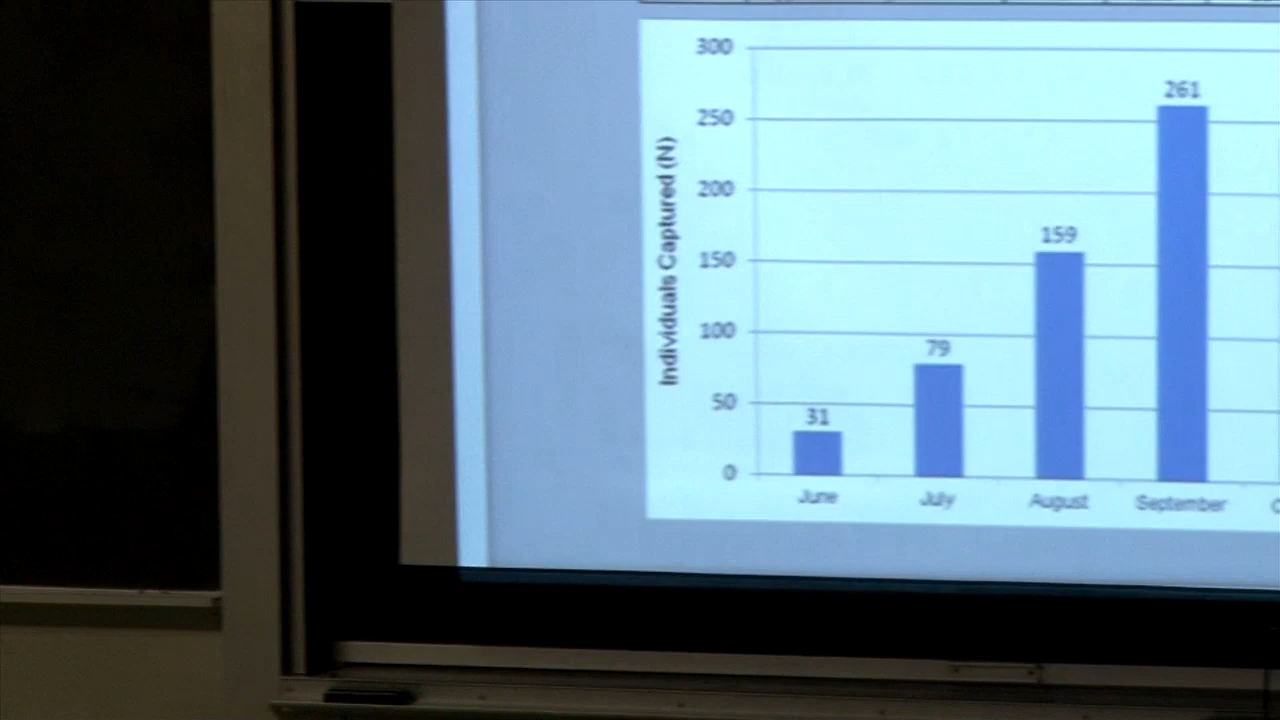 300
250
200
150
100
50
0
Individuals Captured (N)
31
79
159
261
June
July
August
September